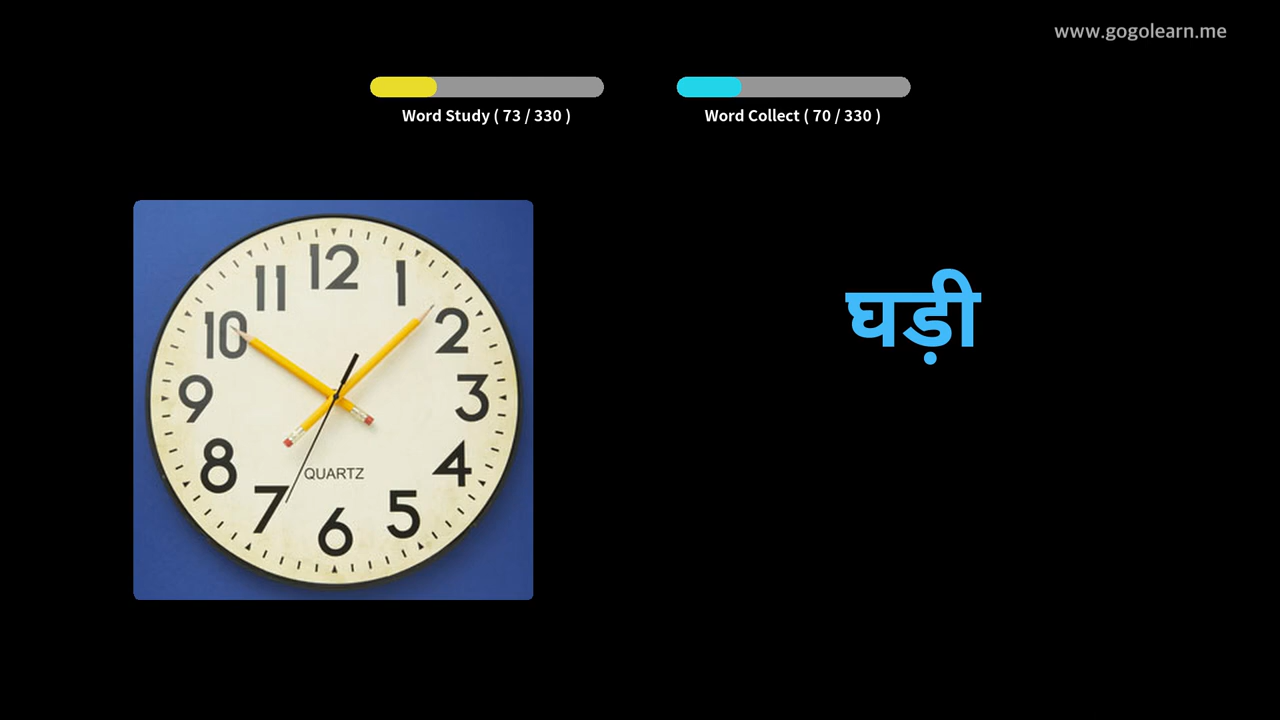 www.gogolearn.me
Word Study ( 73 / 330 )
Word Collect ( 70 / 330 )
12
11
1
10
2
9
3
8
4
7
5
6
QUARTZ
घड़ी